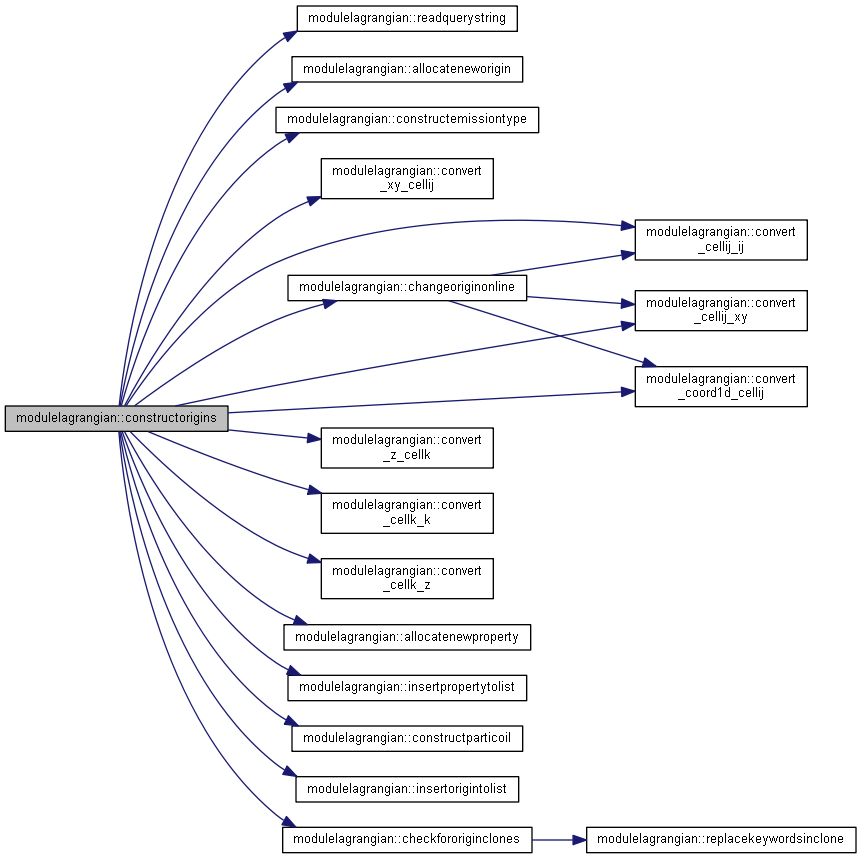 modulelagrangian::readquerystring
modulelagrangian::allocateneworigin
modulelagrangian::constructemissiontype
modulelagrangian::convert
_xy_cellij
modulelagrangian::convert
_cellij_ij
modulelagrangian::changeoriginonline
modulelagrangian::convert
_cellij_xy
modulelagrangian::convert
_coord1d_cellij
modulelagrangian::constructorigins
modulelagrangian::convert
_z_cellk
modulelagrangian::convert
_cellk_k
modulelagrangian::convert
_cellk_z
modulelagrangian::allocatenewproperty
modulelagrangian::insertpropertytolist
modulelagrangian::constructparticoil
modulelagrangian::insertorigintolist
modulelagrangian::checkfororiginclones
modulelagrangian::replacekeywordsinclone